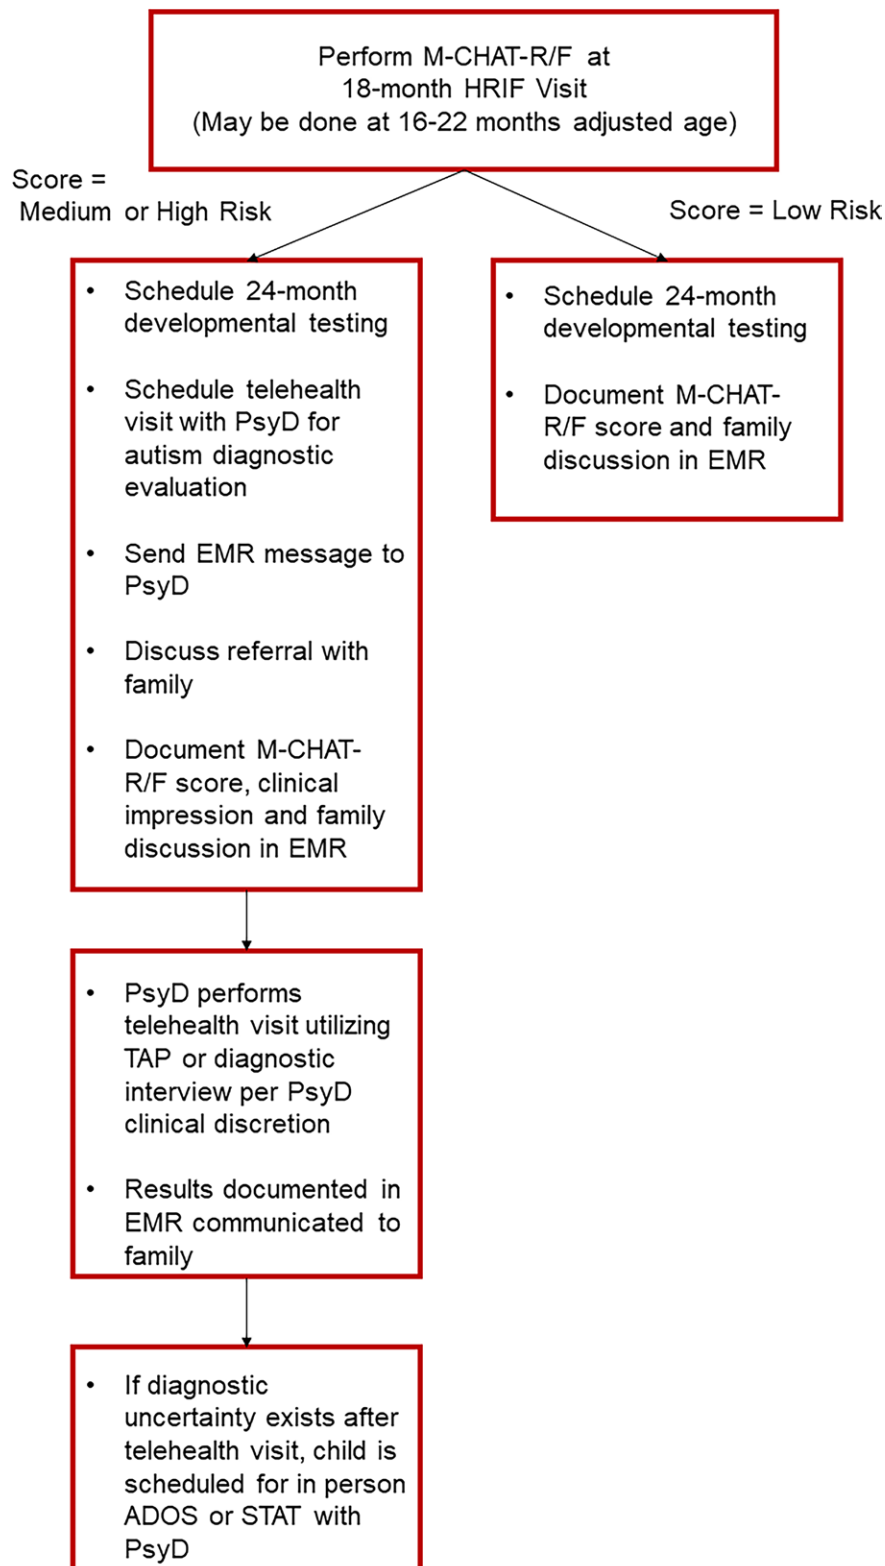 Perform M-CHAT-R/F at
18-month HRIF Visit
(May be done at 16-22 months adjusted age)
Score =
Medium or High Risk
Score = Low Risk
• Schedule 24-month
developmental testing
• Schedule telehealth
visit with PsyD for
autism diagnostic
evaluation
• Send EMR message to
PsyD
• Discuss referral with
family
• Document M-CHAT-
R/F score, clinical
impression and family
discussion in EMR
• Schedule 24-month
developmental testing
• Document M-CHAT-
R/F score and family
discussion in EMR
• PsyD performs
telehealth visit utilizing
TAP or diagnostic
interview per PsyD
clinical discretion
• Results documented in
EMR communicated to
family
• If diagnostic
uncertainty exists after
telehealth visit, child is
scheduled for in person
ADOS or STAT with
PsyD